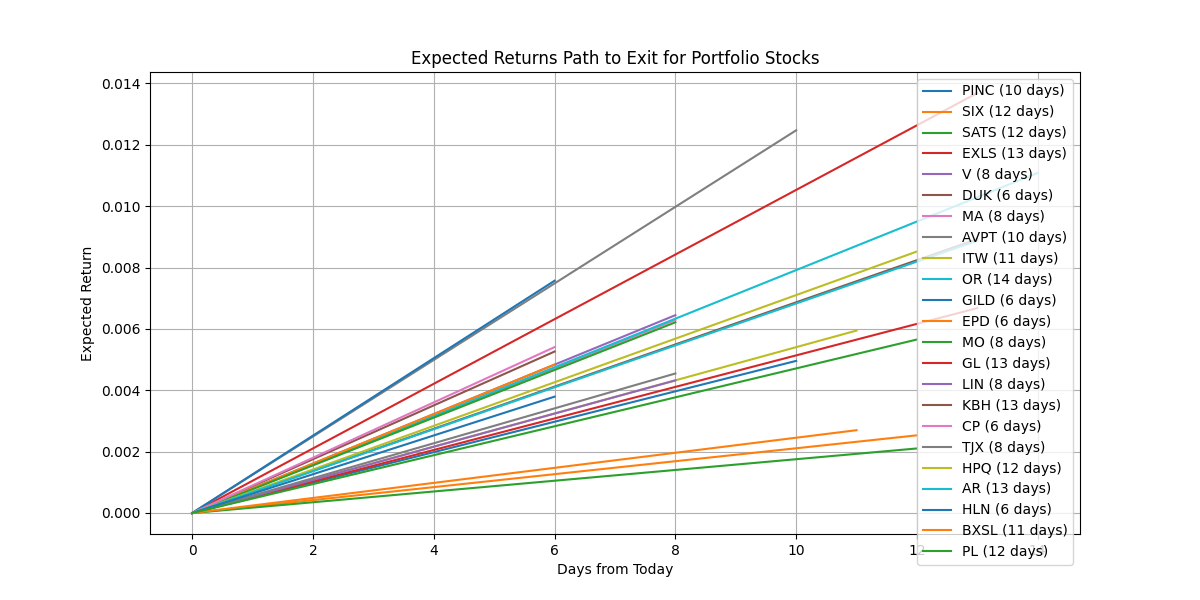 Expected Returns Path to Exit for Portfolio Stocks
Expected Return
0.014
0.012
0.010
0.008
0.006
0.004
0.002
0.000
PINC (10 days)
SIX (12 days)
SATS (12 days)
EXLS (13 days)
V (8 days)
DUK (6 days)
MA (8 days)
AVPT (10 days)
ITW (11 days)
OR (14 days)
GILD (6 days)
EPD (6 days)
MO (8 days)
GL (13 days)
LIN (8 days)
KBH (13 days)
CP (6 days)
TJX (8 days)
HPQ (12 days)
AR (13 days)
HLN (6 days)
BXSL (11 days)
PL (12 days)
0 2 4 6 8 10
Days from Today